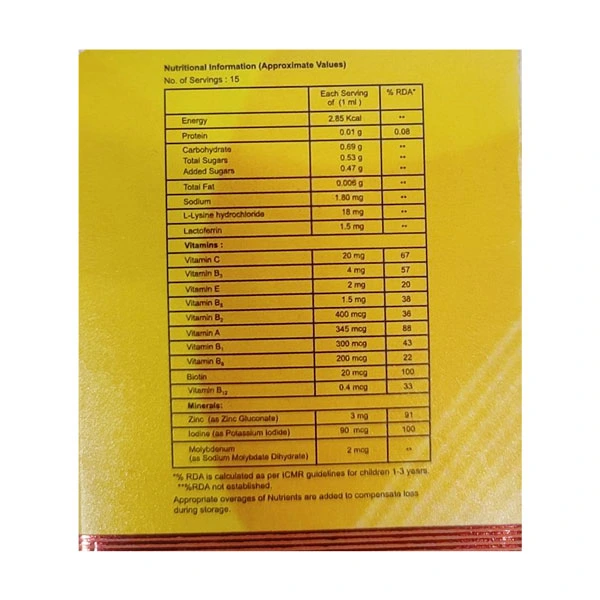 Nutritional Information (Approximate Values)
No. of Servings : 15
Each Serving of (1 ml ) % RDA*
Energy 2.85 Kcal **
Protein 0.01 g 0.08
Carbohydrate 0.69 g **
Total Sugars 0.53 g **
Added Sugars 0.47 g **
Total Fat 0.006 g **
Sodium 1.80 mg **
L-Lysine hydrochloride 18 mg **
Lactoferrin 1.5 mg **
Vitamins :
Vitamin C 20 mg 67
Vitamin B₃ 4 mg 57
Vitamin E 2 mg 20
Vitamin 1.5 mg 38
Vitamin B₂ 400 mcg 36
Vitamin A 345 mcg 88
Vitamin B₁ 300 mcg 43
Vitamin B₆ 200 mcg 22
Biotin 20 mcg 100
Vitamin B₁₂ 0.4 mcg 33
Minerals:
Zinc (as Zinc Gluconate) 3 mg 91
Iodine (as Potassium Iodide) 90 mcg 100
Molybdenum (as Sodium Molybdate Dihydrate) 2 mcg **
*% RDA is calculated as per ICMR guidelines for children 1-3 years.
**%RDA not established.
Appropriate overages of Nutrients are added to compensate loss
during storage.